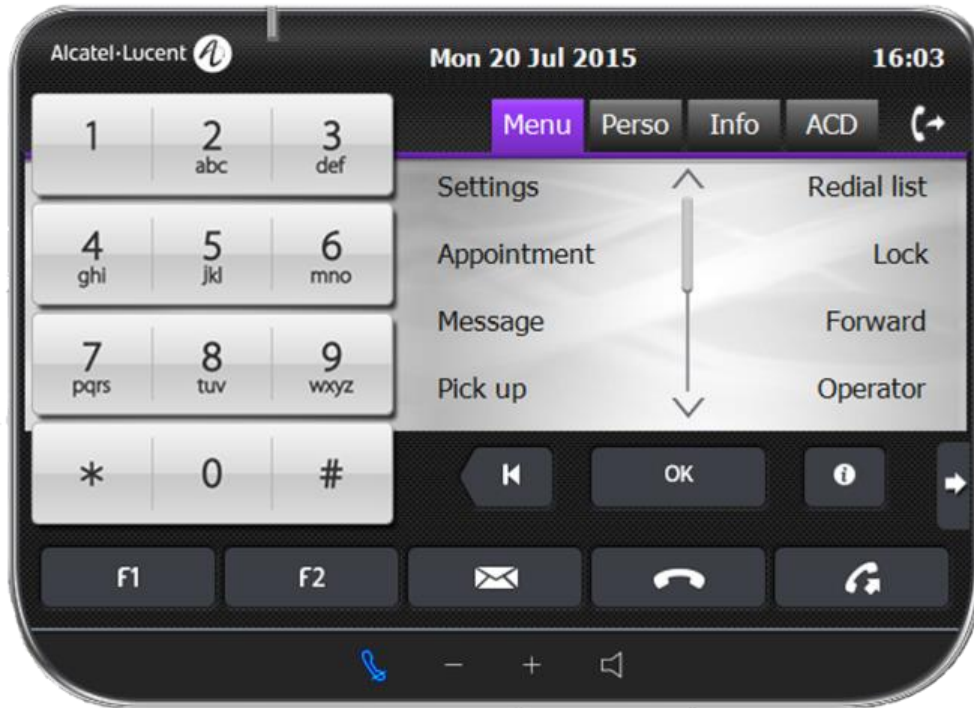 Alcatel·Lucent Mon 20 Jul 2015 16:03
Menu Perso Info ACD
1 2 abc 3 def
4 ghi 5 jkl 6 mno
7 pqrs 8 tuv 9 wxyz
* 0 #
Settings Redial list
Appointment Lock
Message Forward
Pick up Operator
OK i
F1 F2
- +